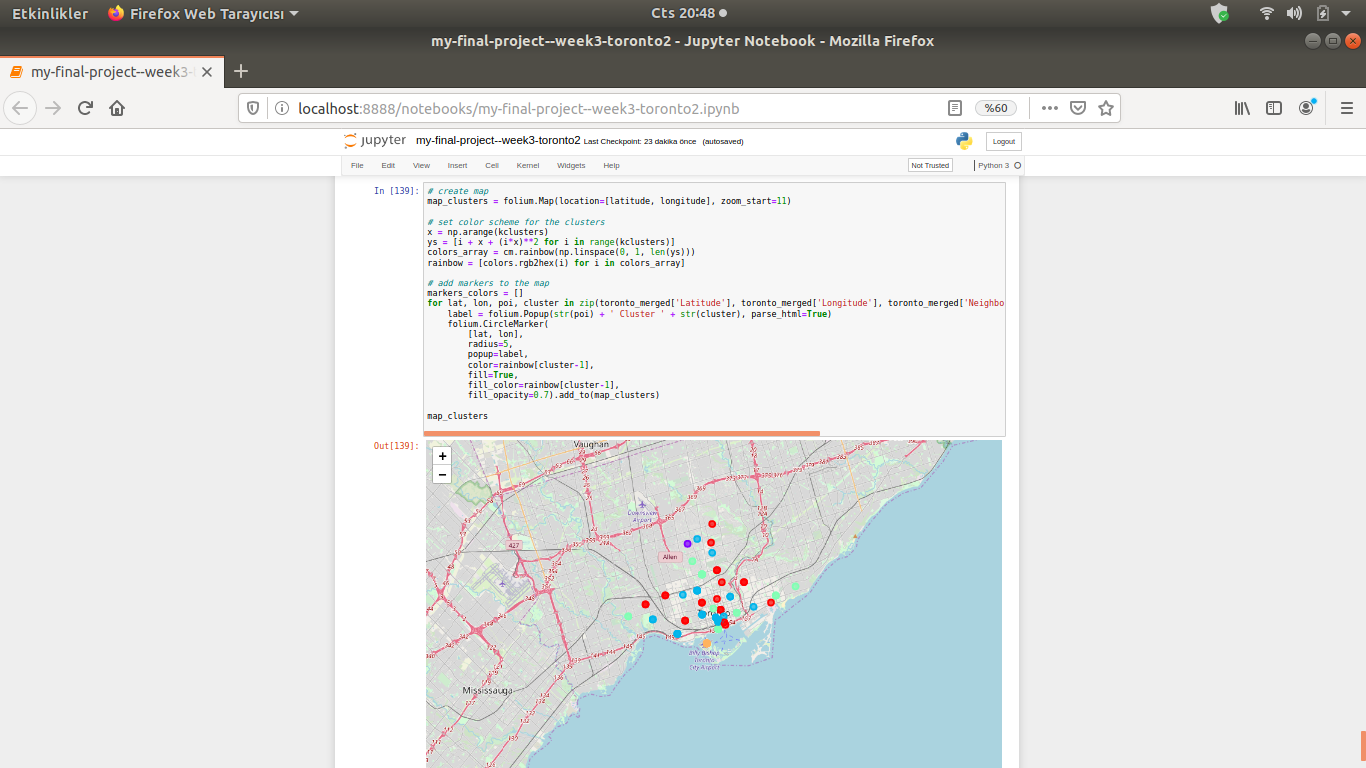 Etkinlikler
Firefox Web Tarayıcısı
Cts 20:48
my-final-project--week3-toronto2 - Jupyter Notebook - Mozilla Firefox
my-final-project--week3-
localhost:8888/notebooks/my-final-project--week3-toronto2.ipynb
%60
jupyter
my-final-project--week3-toronto2 Last Checkpoint: 23 dakika önce (autosaved)
Logout
File Edit View Insert Cell Kernel Widgets Help
Not Trusted
Python 3
In [139]:
# create map
map_clusters = folium.Map(location=[latitude, longitude], zoom_start=11)
# set color scheme for the clusters
x = np.arange(kclusters)
ys = [i + x + (i*x)**2 for i in range(kclusters)]
colors_array = cm.rainbow(np.linspace(0, 1, len(ys)))
rainbow = [colors.rgb2hex(i) for i in colors_array]
# add markers to the map
markers_colors = []
for lat, lon, poi, cluster in zip(toronto_merged['Latitude'], toronto_merged['Longitude'], toronto_merged['Neighbo
label = folium.Popup(str(poi) + ' Cluster ' + str(cluster), parse_html=True)
folium.CircleMarker(
[lat, lon],
radius=5,
popup=label,
color=rainbow[cluster-1],
fill=True,
fill_color=rainbow[cluster-1],
fill_opacity=0.7).add_to(map_clusters)
map_clusters
Out[139]:
+
−
Vaughan
Downsview
Airport
427
Allen
Billy Bishop
Toronto
City Airport
Mississauga